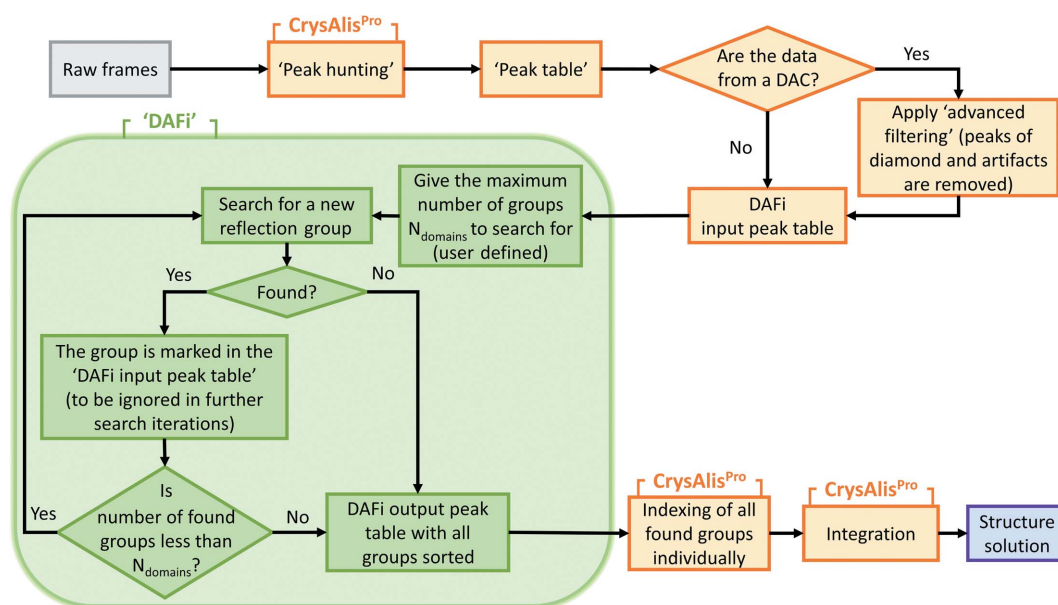 CrysAlisPro
Raw frames
‘Peak hunting’
‘Peak table’
Are the data
from a DAC?
Yes
No
Apply ‘advanced
filtering’ (peaks of
diamond and artifacts
are removed)
DAFi
input peak table
‘DAFi’
Give the maximum
number of groups
Ndomains to search for
(user defined)
Search for a new
reflection group
Found?
Yes
No
The group is marked in the
‘DAFi input peak table’
(to be ignored in further
search iterations)
Is
number of found
groups less than
Ndomains?
Yes
No
DAFi output peak
table with all
groups sorted
CrysAlisPro
Indexing of all
found groups
individually
CrysAlisPro
Integration
Structure
solution